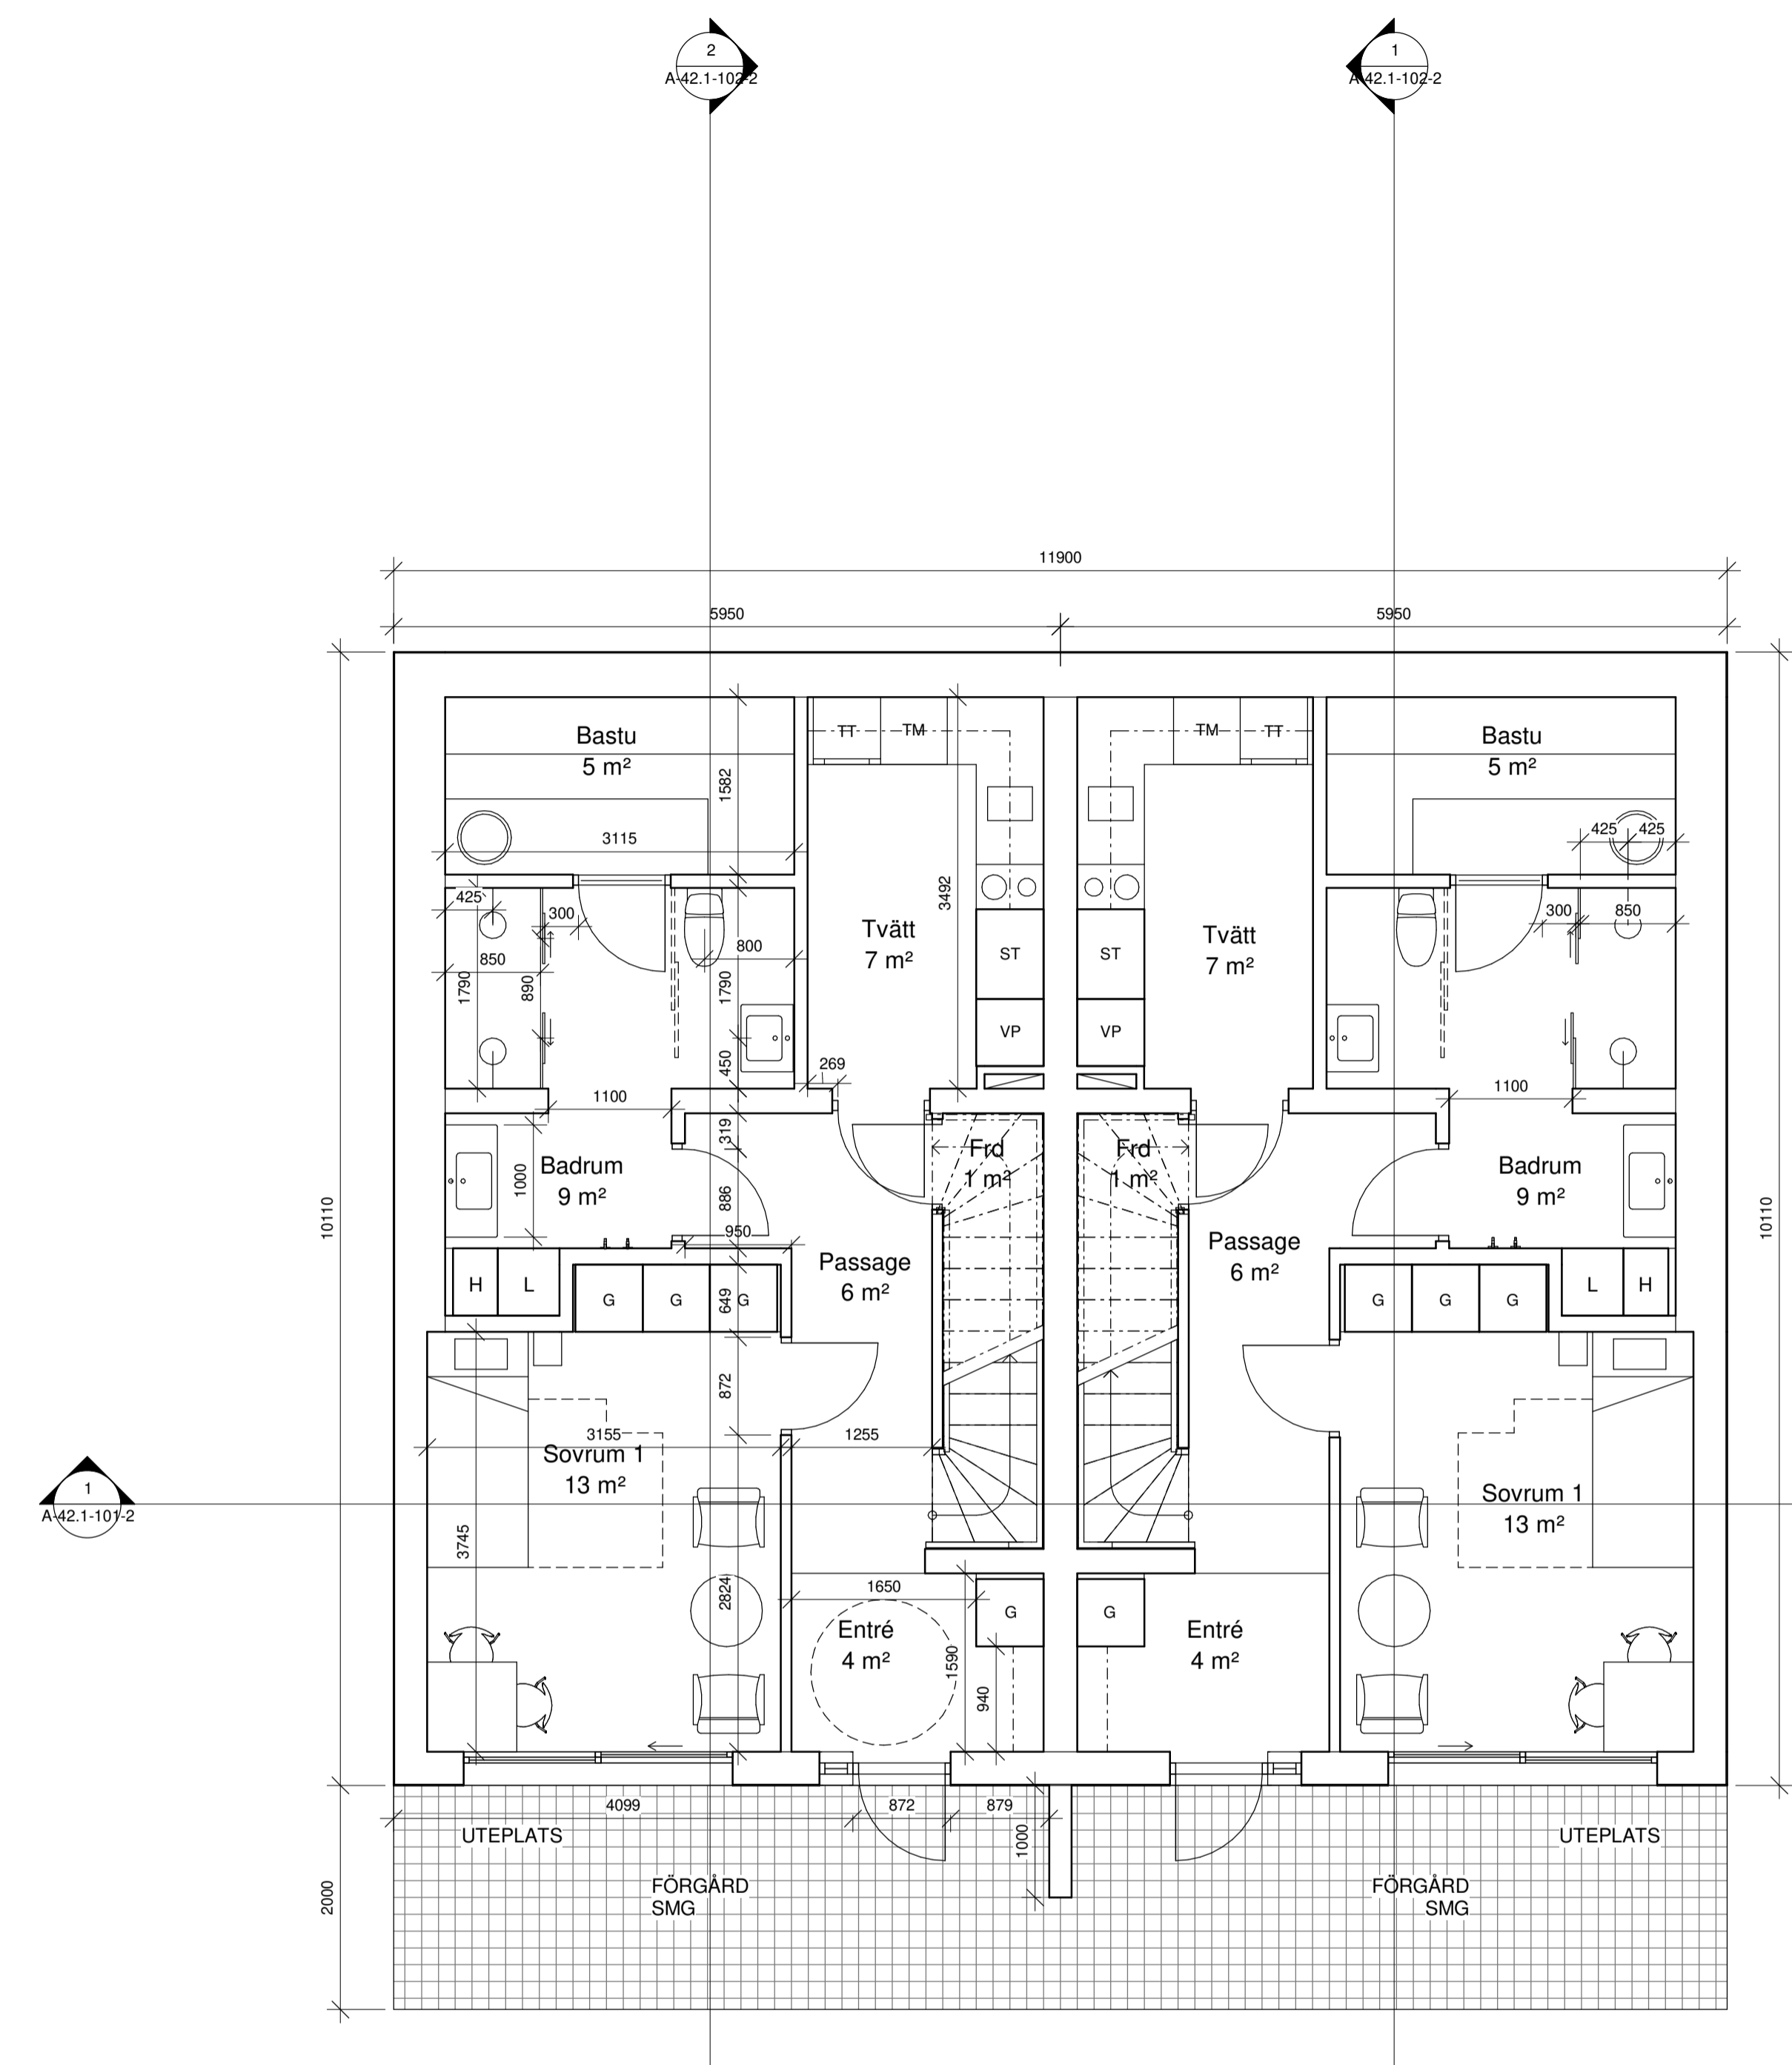 2
A-42.1-102-2
1
A-42.1-102-2
11900
5950
5950
Bastu
5 m²
TT
TM
TM
TT
Bastu
5 m²
1582
3115
425
425
3492
425
300
850
1790
890
800
1790
450
Tvätt
7 m²
ST
ST
VP
VP
Tvätt
7 m²
300
850
269
1100
1100
319
Frd
1 m²
Frd
1 m²
Badrum
9 m²
1000
886
950
Badrum
9 m²
10110
10110
Passage
6 m²
Passage
6 m²
H
L
G
G
G
649
G
G
G
L
H
872
3155
1255
Sovrum 1
13 m²
Sovrum 1
13 m²
1
A-42.1-101-2
3745
2824
1650
G
G
Entré
4 m²
Entré
4 m²
1590
940
4099
872
879
1000
UTEPLATS
UTEPLATS
FÖRGÅRD
SMG
FÖRGÅRD
SMG
2000